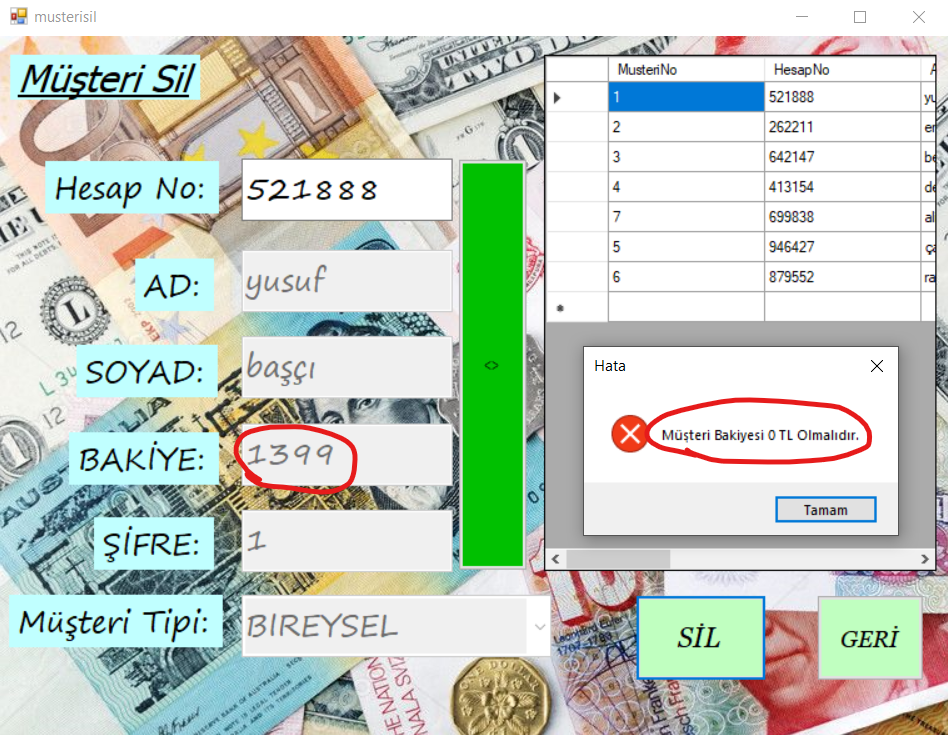 musterisil
Müşteri Sil
Hesap No: 521888
AD: yusuf
SOYAD: başçı
BAKİYE: 1399
ŞİFRE: 1
Müşteri Tipi: BIREYSEL
<>
MusteriNo HesapNo A
1 521888 yu
2 262211 en
3 642147 be
4 413154 de
7 699838 al
5 946427 ça
6 879552 ra
Hata
Müşteri Bakiyesi 0 TL Olmalıdır.
Tamam
SİL
GERİ